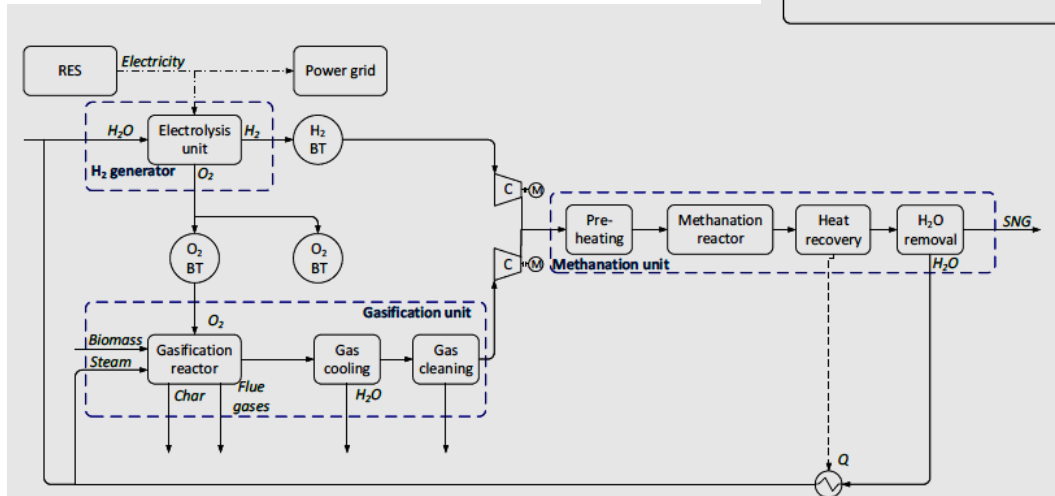 RES
Electricity
Power grid
H₂O
Electrolysis
unit
H₂
H₂
BT
H₂ generator
O₂
C
M
O₂
BT
O₂
BT
Pre-
heating
Methanation
reactor
Heat
recovery
H₂O
removal
SNG
C
M
Methanation unit
H₂O
Gasification unit
O₂
Biomass
Steam
Gasification
reactor
Gas
cooling
Gas
cleaning
Char
Flue
gases
H₂O
Q